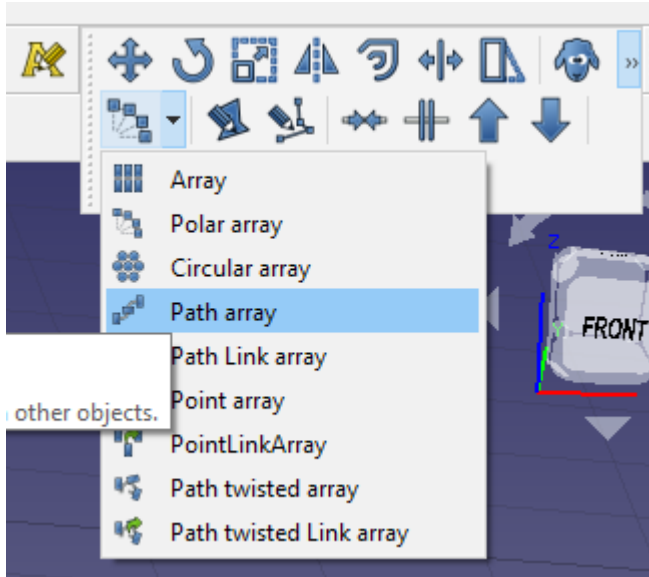 Array
Polar array
Circular array
Path array
Path Link array
other objects.
Point array
PointLinkArray
Path twisted array
Path twisted Link array
Z
Y
FRONT